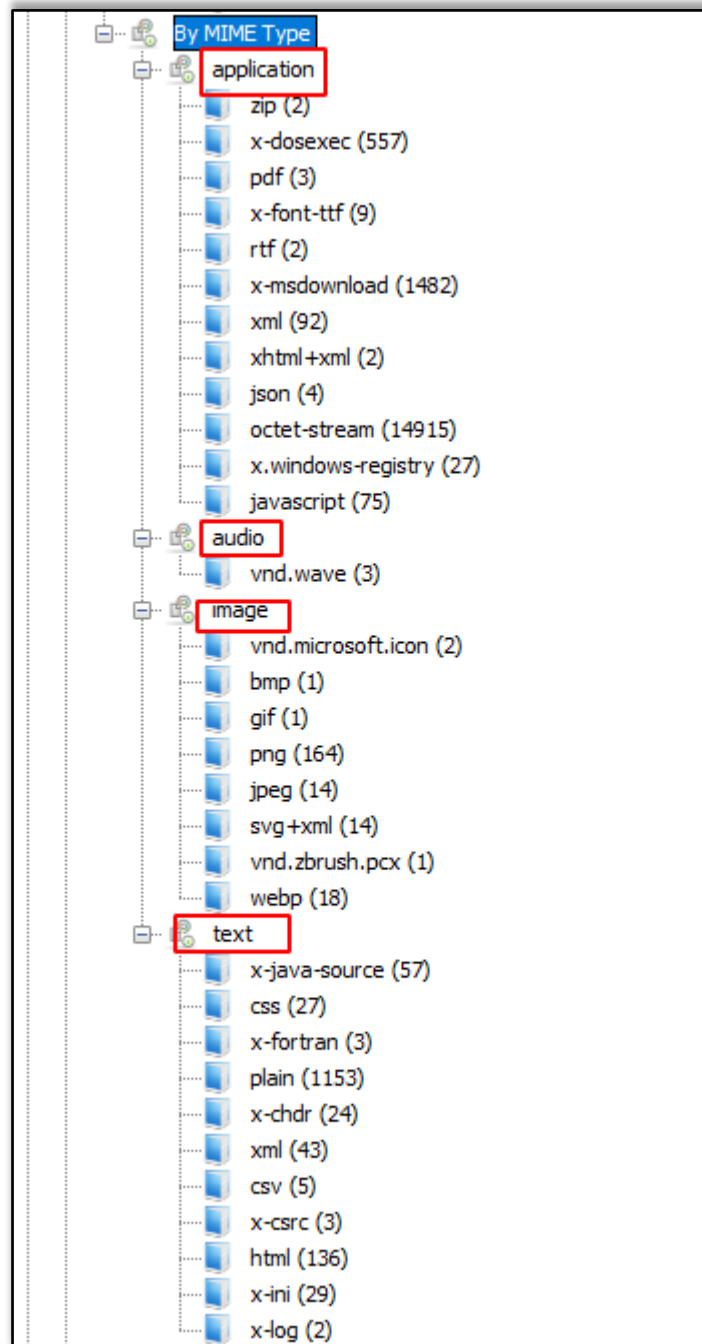 By MIME Type
application
zip (2)
x-dosexec (557)
pdf (3)
x-font-ttf (9)
rtf (2)
x-msdownload (1482)
xml (92)
xhtml+xml (2)
json (4)
octet-stream (14915)
x.windows-registry (27)
javascript (75)
audio
vnd.wave (3)
image
vnd.microsoft.icon (2)
bmp (1)
gif (1)
png (164)
jpeg (14)
svg+xml (14)
vnd.zbrush.pcx (1)
webp (18)
text
x-java-source (57)
css (27)
x-fortran (3)
plain (1153)
x-chdr (24)
xml (43)
csv (5)
x-csrc (3)
html (136)
x-ini (29)
x-log (2)